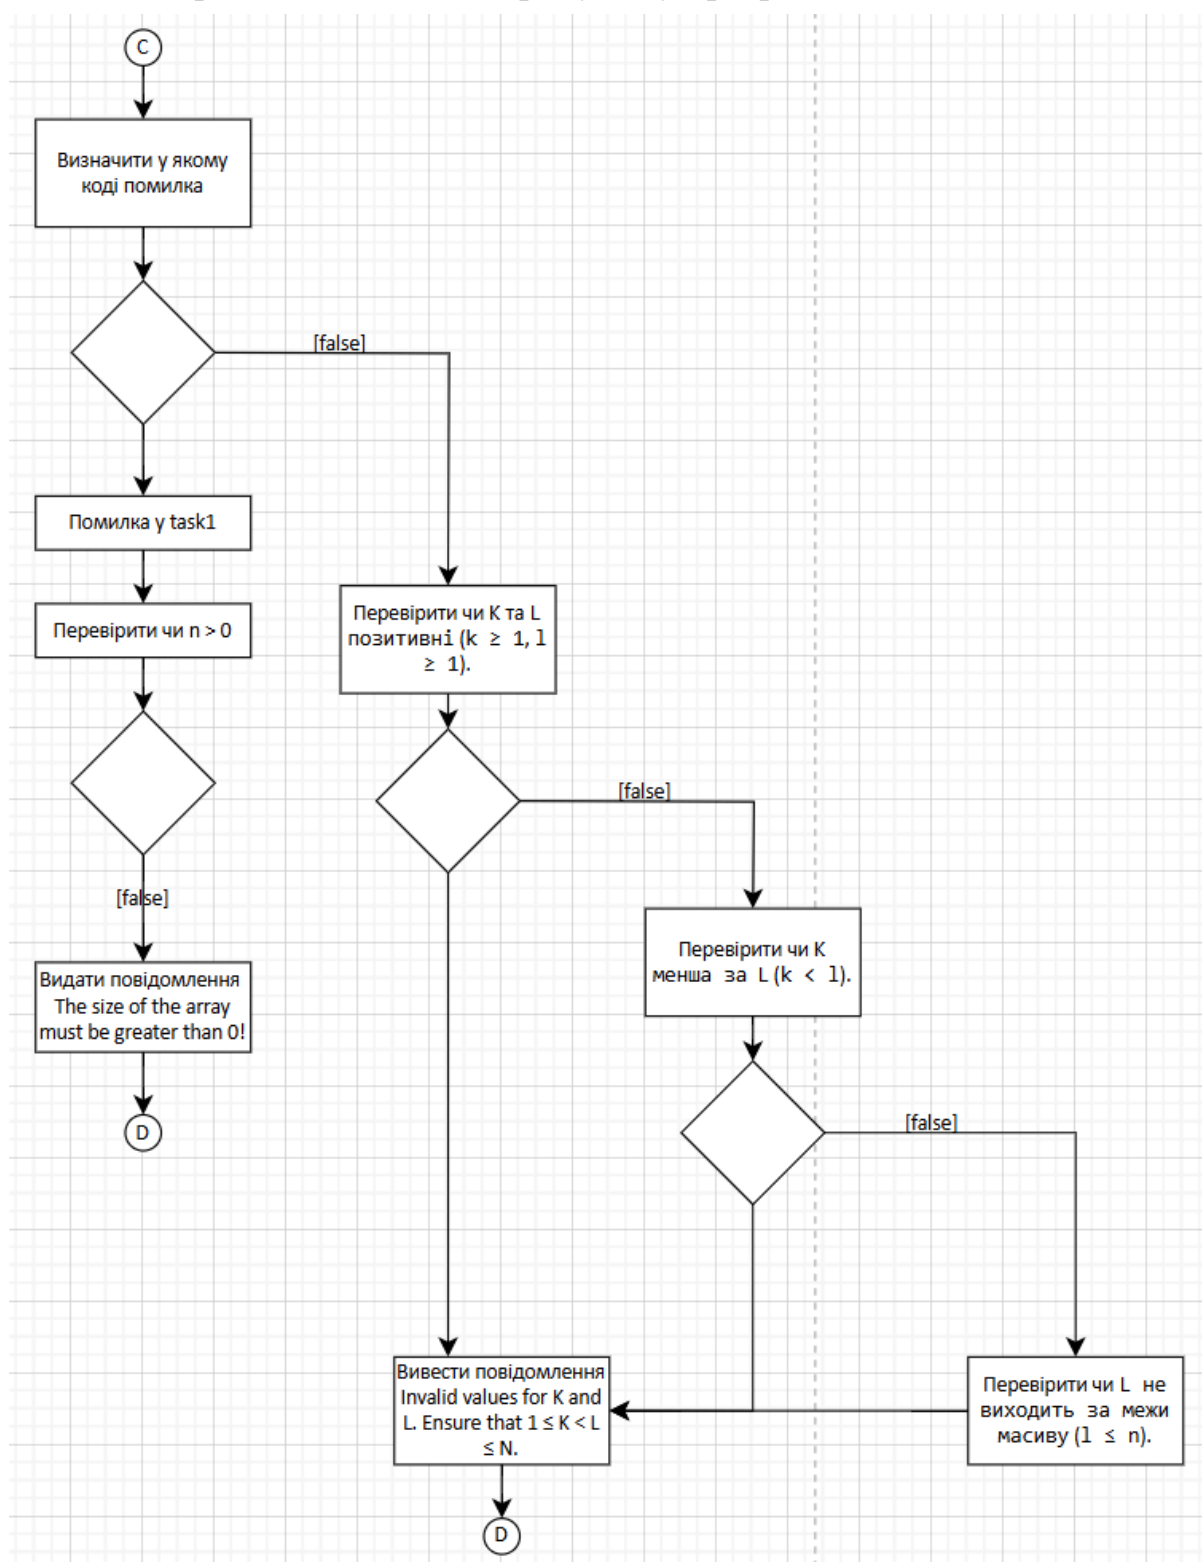 C
Визначити у якому
коді помилка
[false]
Помилка у task1
Перевірити чи n > 0
Перевірити чи K та L
позитивні (k ≥ 1, l
≥ 1).
[false]
[false]
Перевірити чи K
менша за L (k < l).
Видати повідомлення
The size of the array
must be greater than 0!
D
[false]
Вивести повідомлення
Invalid values for K and
L. Ensure that 1 ≤ K < L
≤ N.
Перевірити чи L не
виходить за межи
масиву (l ≤ n).
D